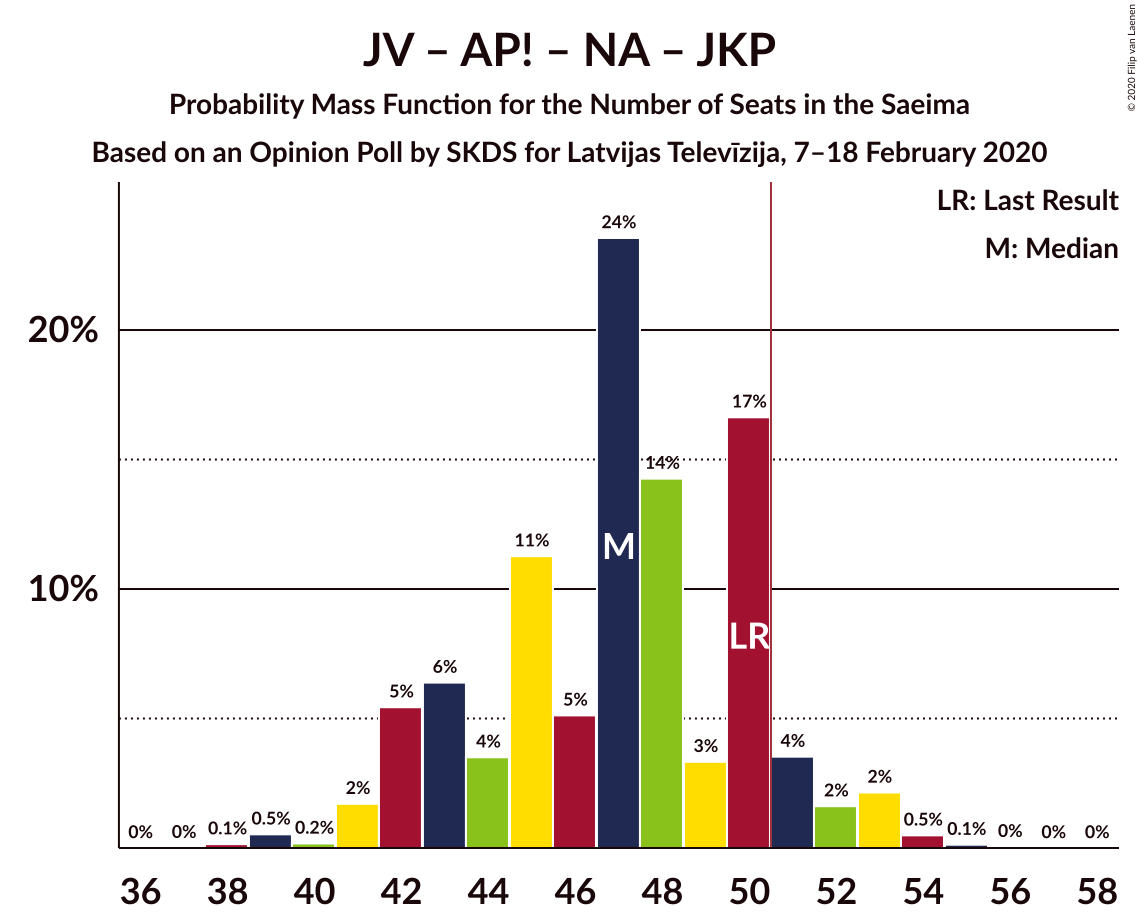 JV – AP! – NA – JKP
Probability Mass Function for the Number of Seats in the Saeima
Based on an Opinion Poll by SKDS for Latvijas Televīzija, 7–18 February 2020
© 2020 Filip van Laenen
LR: Last Result
M: Median
20%
10%
0%
0%
0.1%
0.5%
0.2%
2%
5%
6%
4%
11%
5%
24%
14%
3%
17%
4%
2%
2%
0.5%
0.1%
0%
0%
0%
M
LR
36 38 40 42 44 46 48 50 52 54 56 58